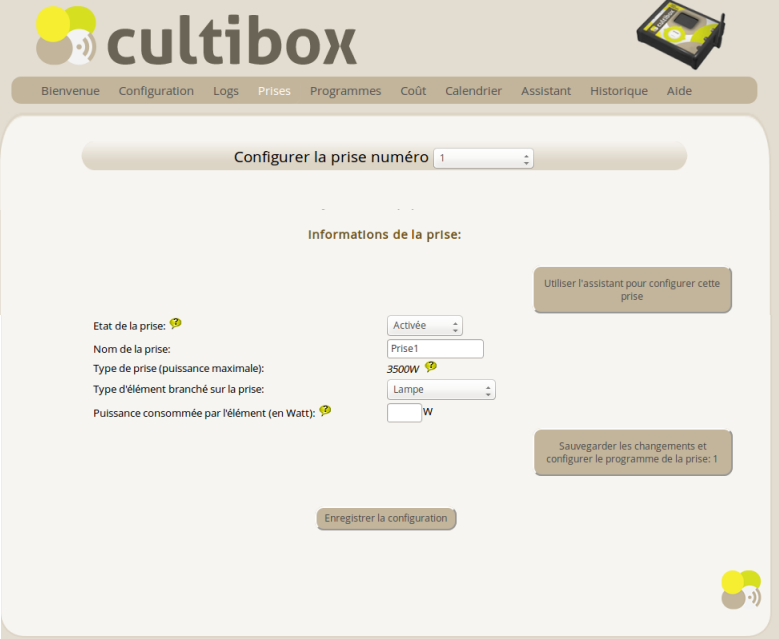 cultibox
Bienvenue Configuration Logs Prises Programmes Coût Calendrier Assistant Historique Aide
Configurer la prise numéro 1
Informations de la prise:
Utiliser l'assistant pour configurer cette
prise
Etat de la prise: Activée
Nom de la prise: Prise1
Type de prise (puissance maximale): 3500W
Type d'élément branché sur la prise: Lampe
Puissance consommée par l'élément (en Watt): W
Sauvegarder les changements et
configurer le programme de la prise: 1
Enregistrer la configuration